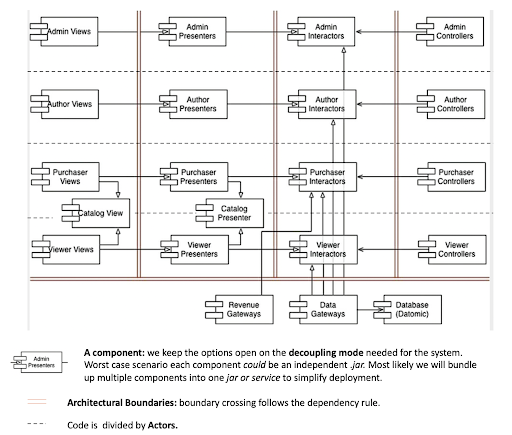 Admin Views
Admin
Presenters
Admin
Interactors
Admin
Controllers
Author Views
Author
Presenters
Author
Interactors
Author
Controllers
Purchaser
Views
Purchaser
Presenters
Purchaser
Interactors
Purchaser
Controllers
Catalog View
Catalog
Presenter
Viewer Views
Viewer
Presenters
Viewer
Interactors
Viewer
Controllers
Revenue
Gateways
Data
Gateways
Database
(Datomic)
Admin
Presenters
A component: we keep the options open on the decoupling mode needed for the system.
Worst case scenario each component could be an independent .jar. Most likely we will bundle
up multiple components into one jar or service to simplify deployment.
Architectural Boundaries: boundary crossing follows the dependency rule.
Code is divided by Actors.